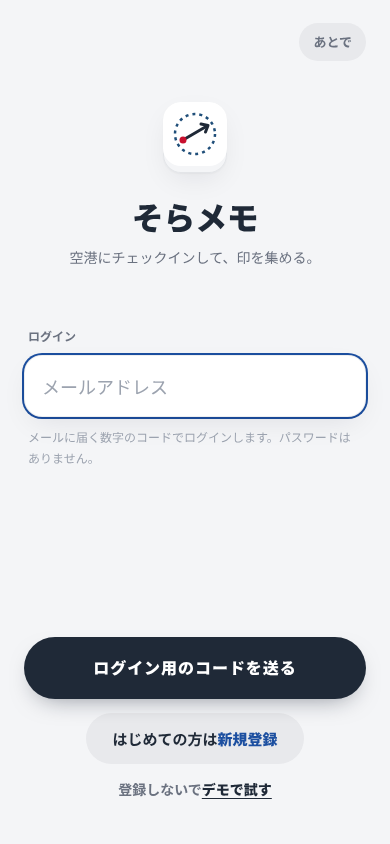 あとで
そらメモ
空港にチェックインして、印を集める。
ログイン
メールアドレス
メールに届く数字のコードでログインします。パスワードは
ありません。
ログイン用のコードを送る
はじめての方は新規登録
登録しないでデモで試す